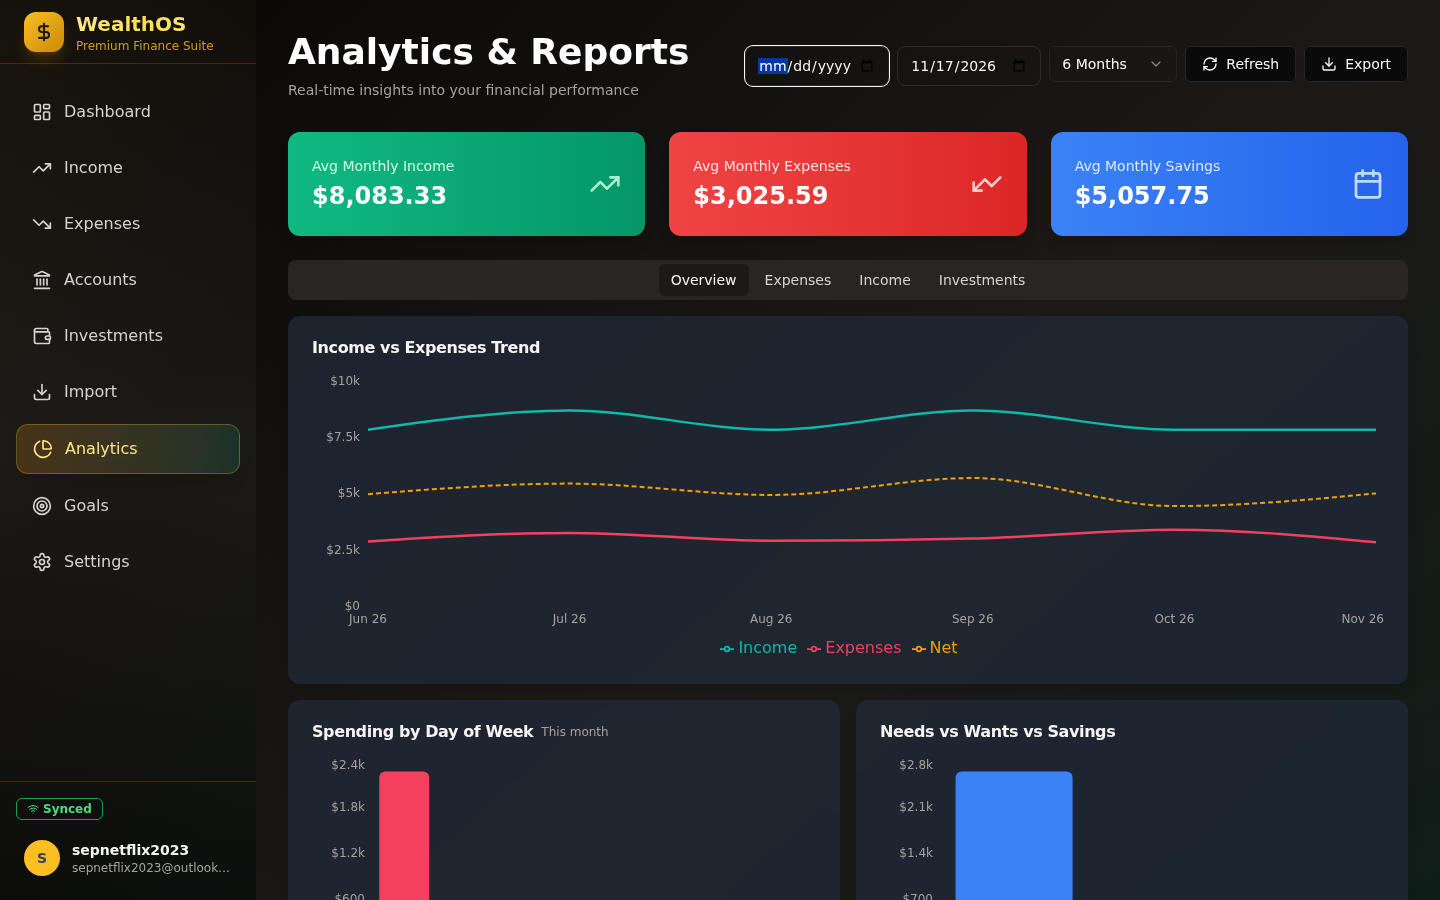 WealthOS
Premium Finance Suite
Dashboard
Income
Expenses
Accounts
Investments
Import
Analytics
Goals
Settings
Synced
S
sepnetflix2023
sepnetflix2023@outlook...
Analytics & Reports
Real-time insights into your financial performance
mm/dd/yyyy
11/17/2026
6 Months
Refresh
Export
Avg Monthly Income
$8,083.33
Avg Monthly Expenses
$3,025.59
Avg Monthly Savings
$5,057.75
Overview
Expenses
Income
Investments
Income vs Expenses Trend
$10k
$7.5k
$5k
$2.5k
$0
Jun 26
Jul 26
Aug 26
Sep 26
Oct 26
Nov 26
Income
Expenses
Net
Spending by Day of Week
This month
$2.4k
$1.8k
$1.2k
$600
Needs vs Wants vs Savings
$2.8k
$2.1k
$1.4k
$700